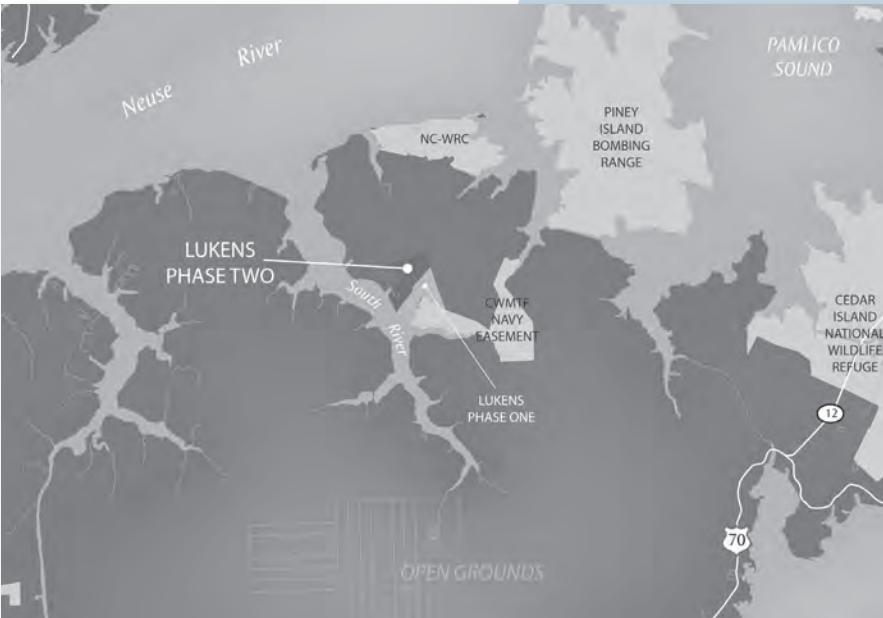 Neuse River
PAMLICO
SOUND
PINEY
ISLAND
BOMBING
RANGE
NC-WRC
LUKENS
PHASE TWO
South River
CWMTF
NAVY
EASEMENT
CEDAR
ISLAND
NATIONAL
WILDLIFE
REFUGE
LUKENS
PHASE ONE
12
70
OPEN GROUNDS